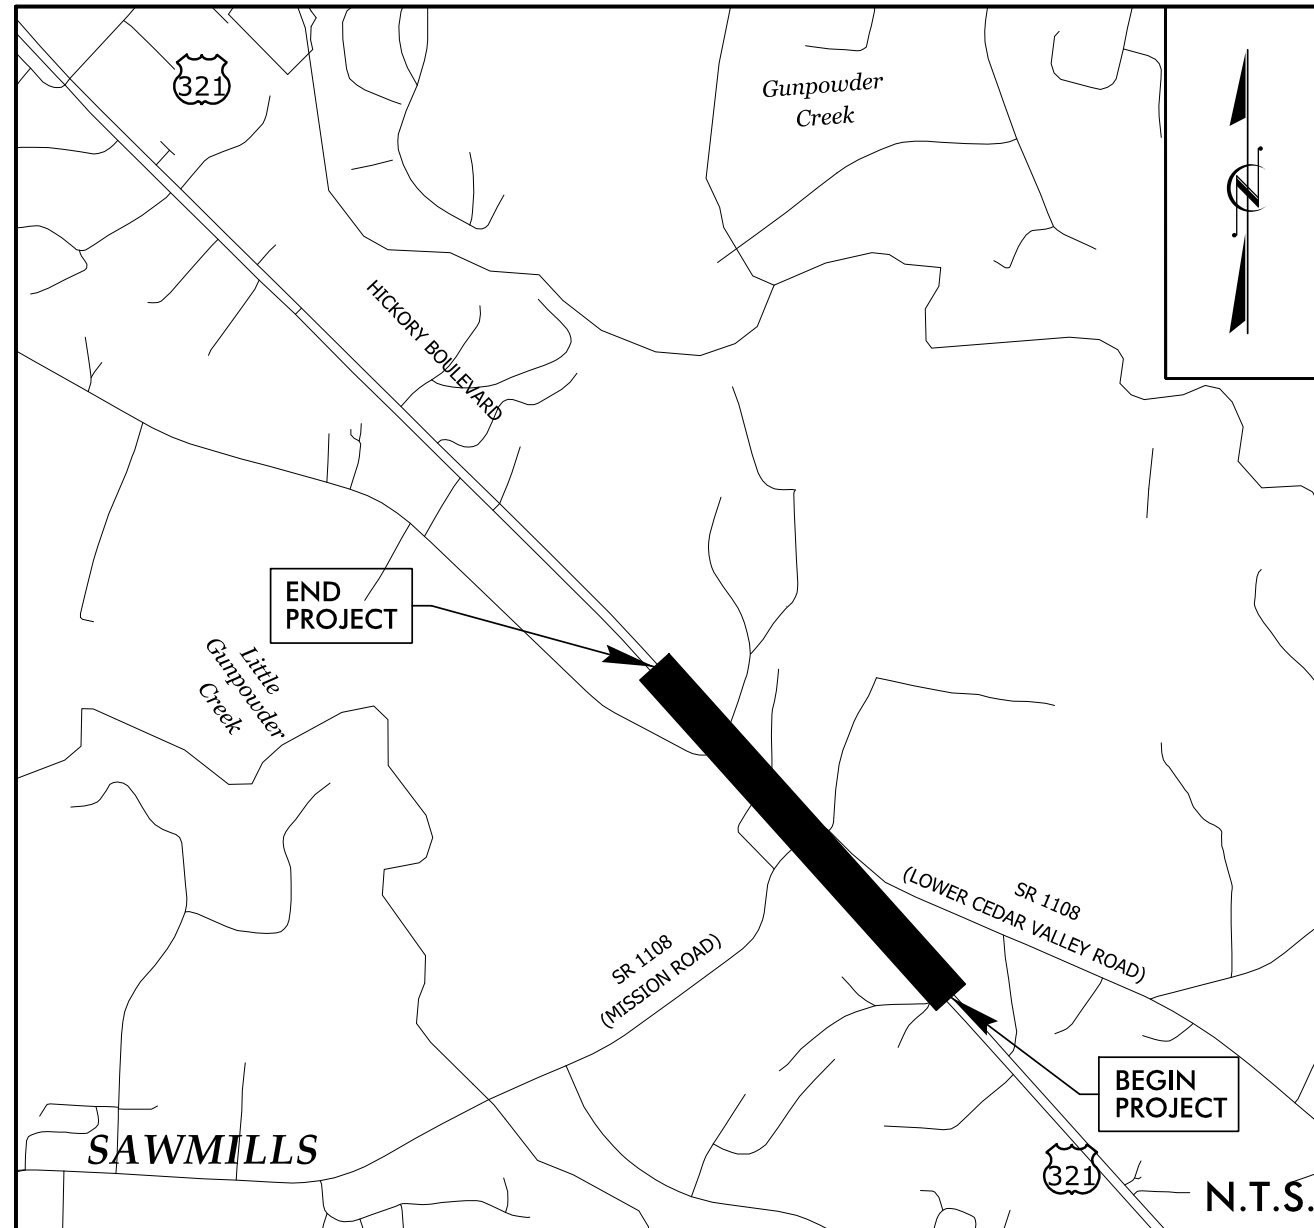 321
Gunpowder
Creek
N
HICKORY BOULEVARD
END
PROJECT
Little
Gunpowder
Creek
SR 1108
(LOWER CEDAR VALLEY ROAD)
SR 1108
(MISSION ROAD)
BEGIN
PROJECT
SAWMILLS
321
N.T.S.